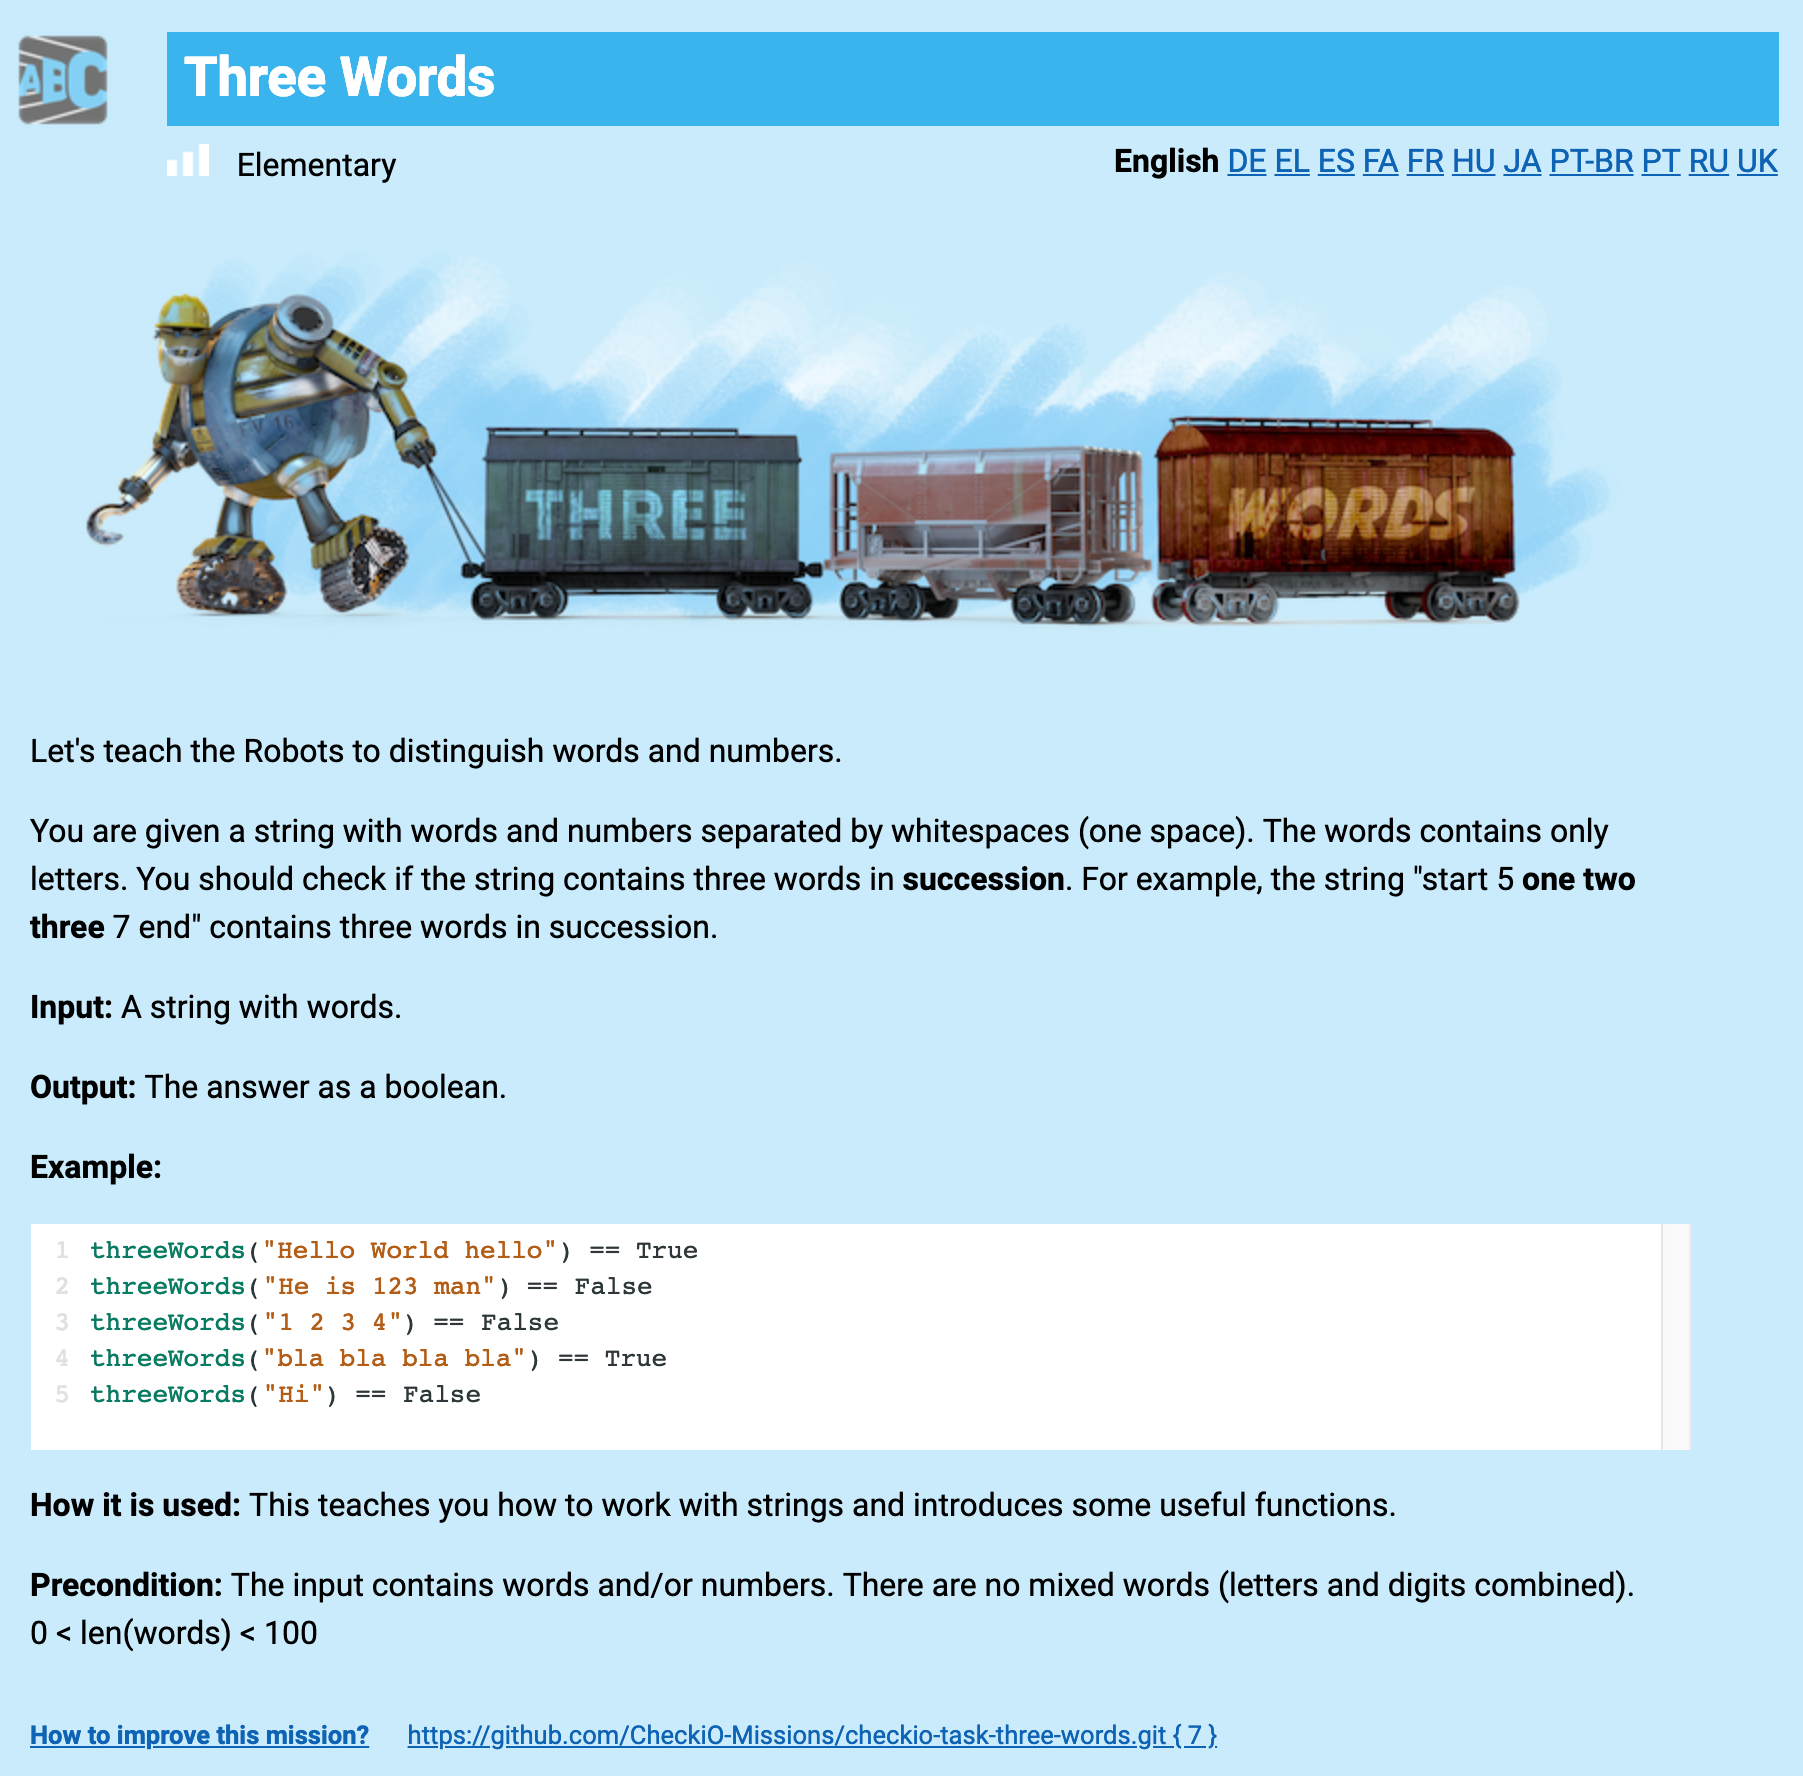 ABC
Three Words
Elementary
English DE EL ES FA FR HU JA PT-BR PT RU UK
THREE
WORDS
Let's teach the Robots to distinguish words and numbers.
You are given a string with words and numbers separated by whitespaces (one space). The words contains only
letters. You should check if the string contains three words in succession. For example, the string "start 5 one two
three 7 end" contains three words in succession.
Input: A string with words.
Output: The answer as a boolean.
Example:
1 threeWords("Hello World hello") == True
2 threeWords("He is 123 man") == False
3 threeWords("1 2 3 4") == False
4 threeWords("bla bla bla bla") == True
5 threeWords("Hi") == False
How it is used: This teaches you how to work with strings and introduces some useful functions.
Precondition: The input contains words and/or numbers. There are no mixed words (letters and digits combined).
0 < len(words) < 100
How to improve this mission? https://github.com/CheckiO-Missions/checkio-task-three-words.git { 7 }